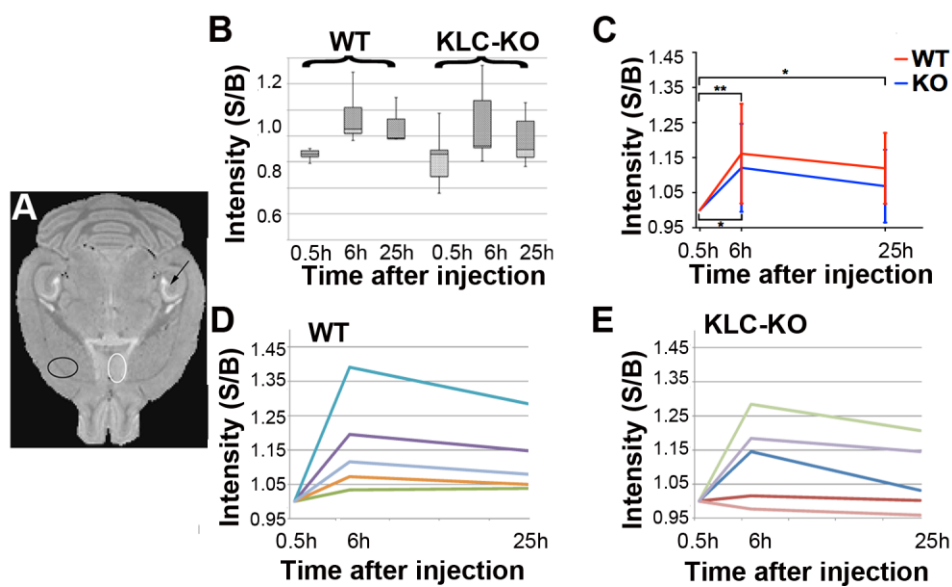 A
B
WT KLC-KO
Intensity (S/B)
1.2
1.0
0.8
0.6
0.5h 6h 25h 0.5h 6h 25h
Time after injection
C
WT
KO
Intensity (S/B)
1.45
1.35
1.25
1.15
1.05
0.95
*
**
*
0.5h 6h 25h
Time after injection
D
WT
Intensity (S/B)
1.45
1.35
1.25
1.15
1.05
0.95
0.5h 6h 25h
Time after injection
E
KLC-KO
Intensity (S/B)
1.45
1.35
1.25
1.15
1.05
0.95
0.5h 6h 25h
Time after injection